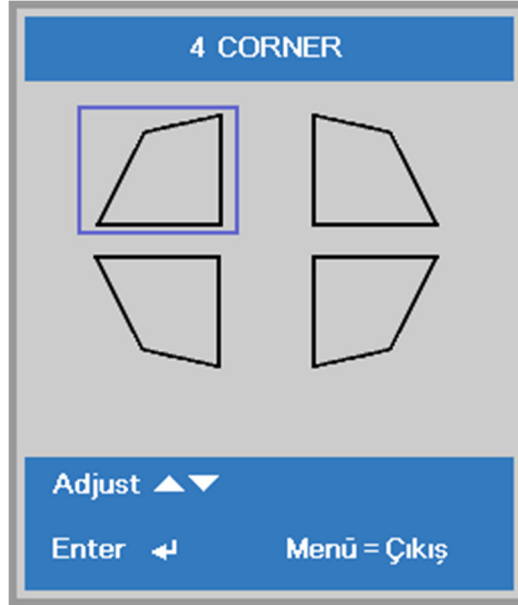 4 CORNER
Adjust ▲▼
Enter ↵ Menü = Çıkış